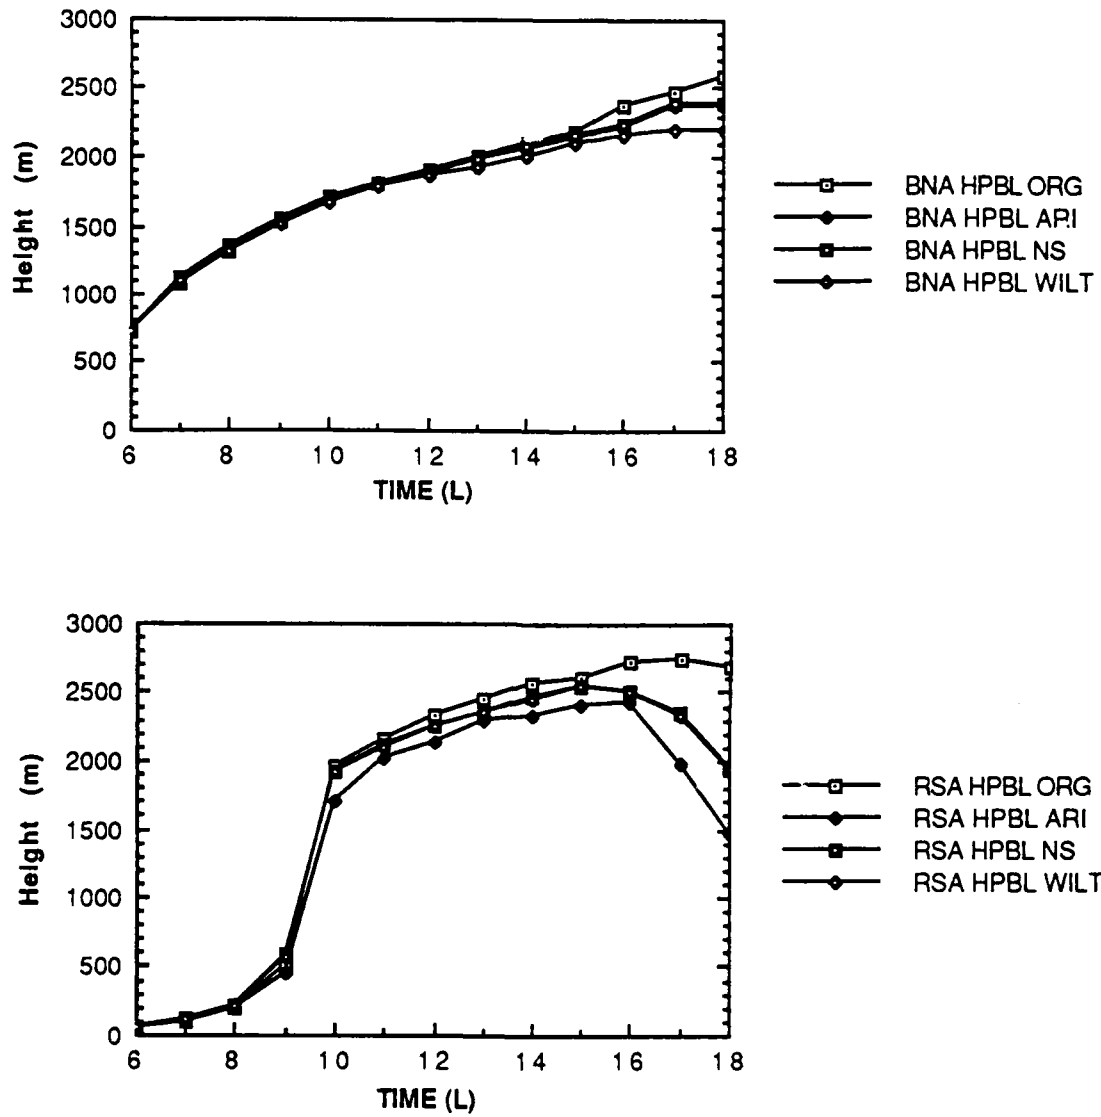 3000
2500
2000
1500
1000
500
0
Height (m)
6 8 10 12 14 16 18
TIME (L)
BNA HPBL ORG
BNA HPBL ARI
BNA HPBL NS
BNA HPBL WILT
3000
2500
2000
1500
1000
500
0
Height (m)
6 8 10 12 14 16 18
TIME (L)
RSA HPBL ORG
RSA HPBL ARI
RSA HPBL NS
RSA HPBL WILT